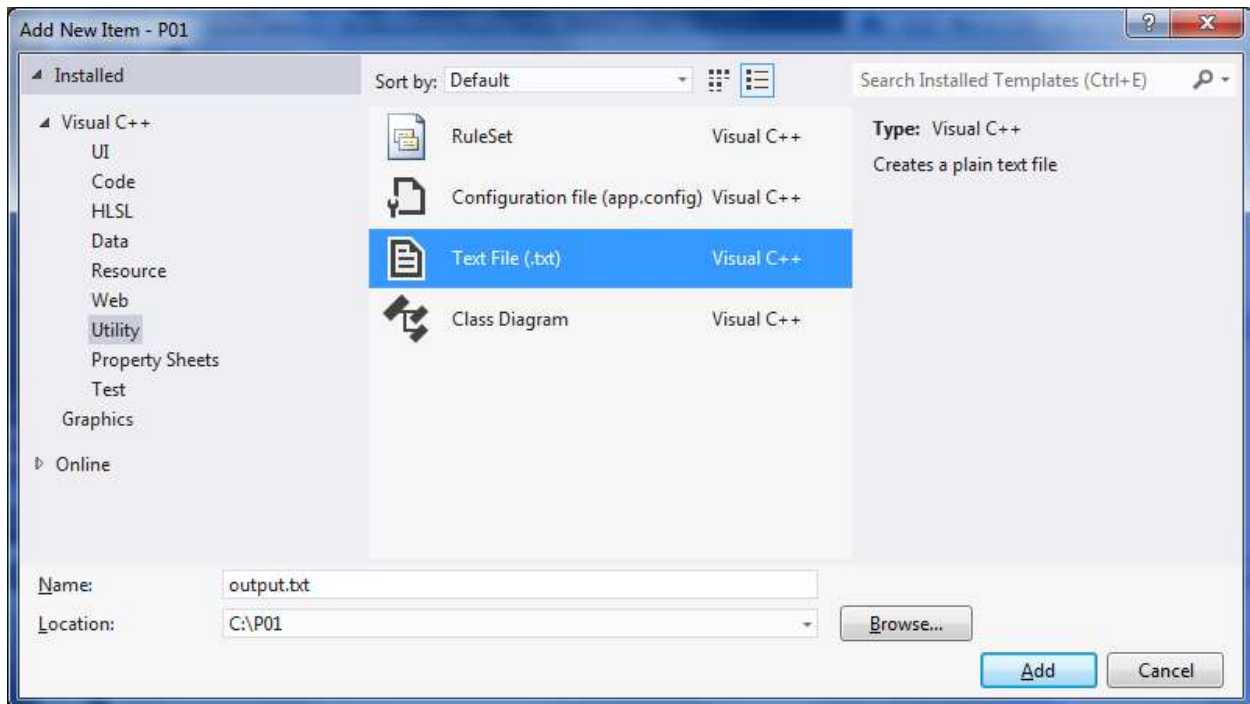 Add New Item - P01
Installed
Visual C++
UI
Code
HLSL
Data
Resource
Web
Utility
Property Sheets
Test
Graphics
Online
Sort by: Default
RuleSet Visual C++
Configuration file (app.config) Visual C++
Text File (.txt) Visual C++
Class Diagram Visual C++
Search Installed Templates (Ctrl+E)
Type: Visual C++
Creates a plain text file
Name: output.txt
Location: C:\P01
Browse...
Add Cancel